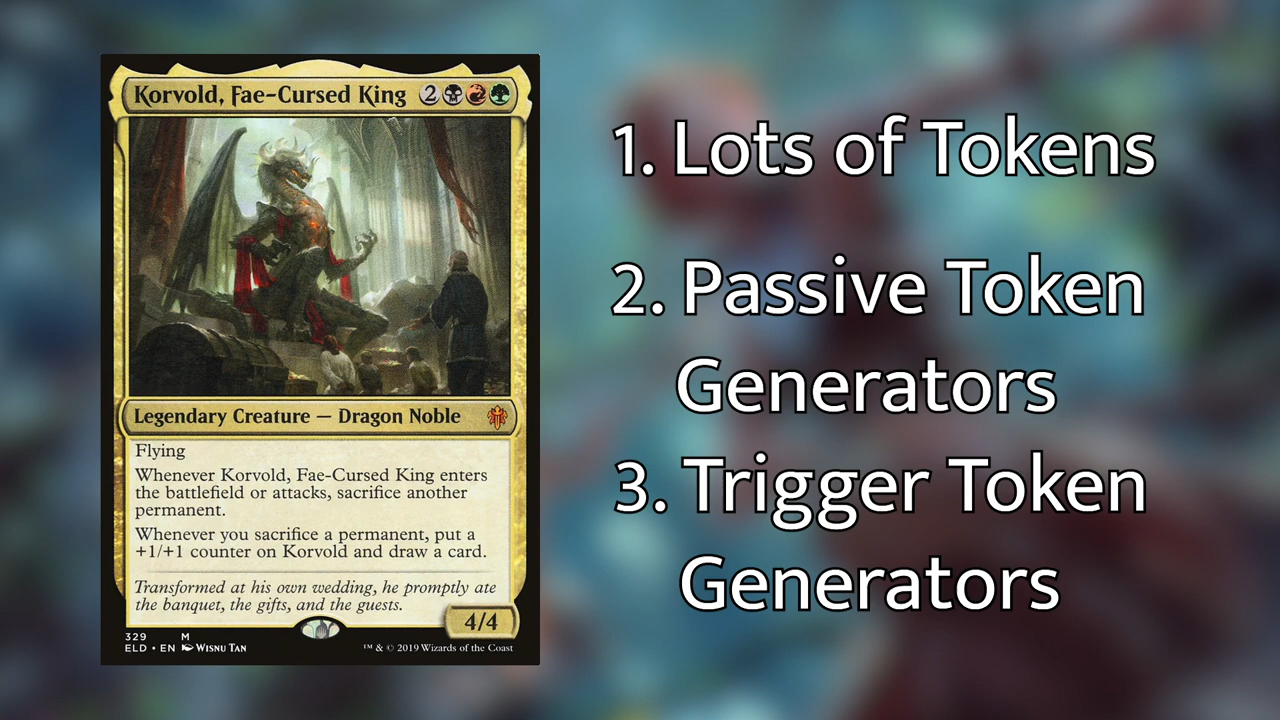 Korvold, Fae-Cursed King 2
Legendary Creature — Dragon Noble
Flying
Whenever Korvold, Fae-Cursed King enters
the battlefield or attacks, sacrifice another
permanent.
Whenever you sacrifice a permanent, put a
+1/+1 counter on Korvold and draw a card.
Transformed at his own wedding, he promptly ate
the banquet, the gifts, and the guests.
4/4
329 M
ELD • EN Wisnu Tan
™ & © 2019 Wizards of the Coast
1. Lots of Tokens
2. Passive Token
Generators
3. Trigger Token
Generators